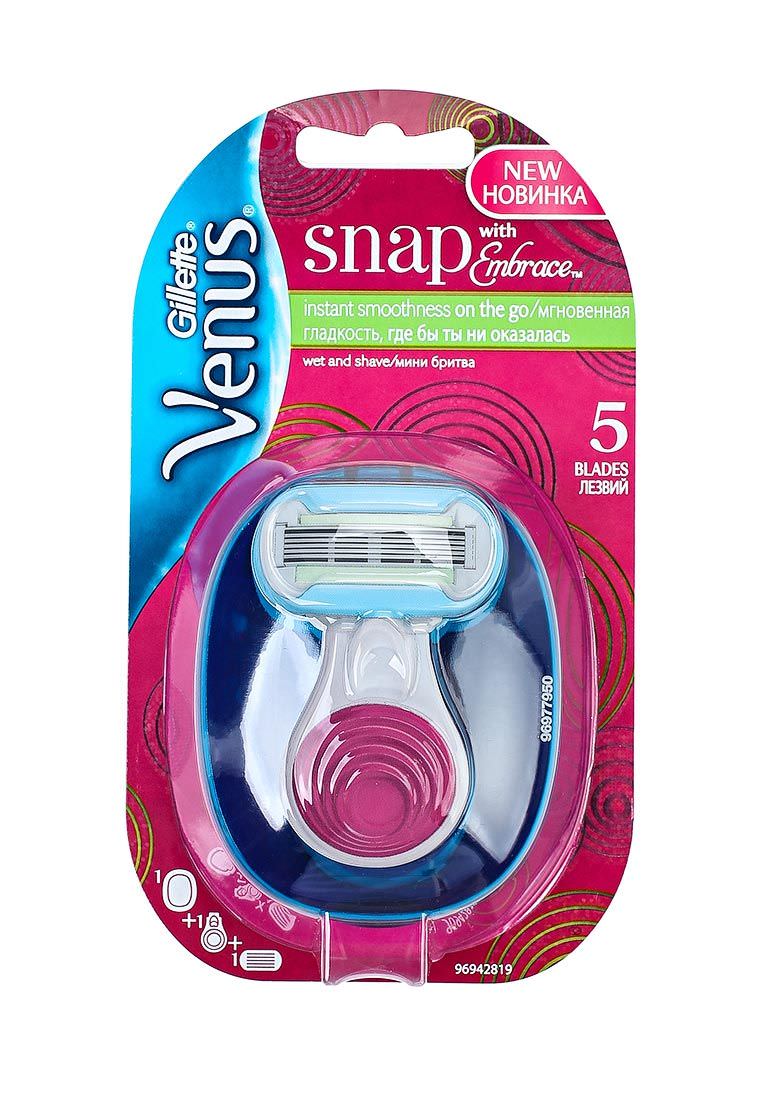 Gillette®
Venus®
NEW
НОВИНКА
snap with
Embrace™
instant smoothness on the go/мгновенная
гладкость, где бы ты ни оказалась
wet and shave/мини бритва
5
BLADES
ЛЕЗВИЙ
96977950
1
+1
+
1
96942819